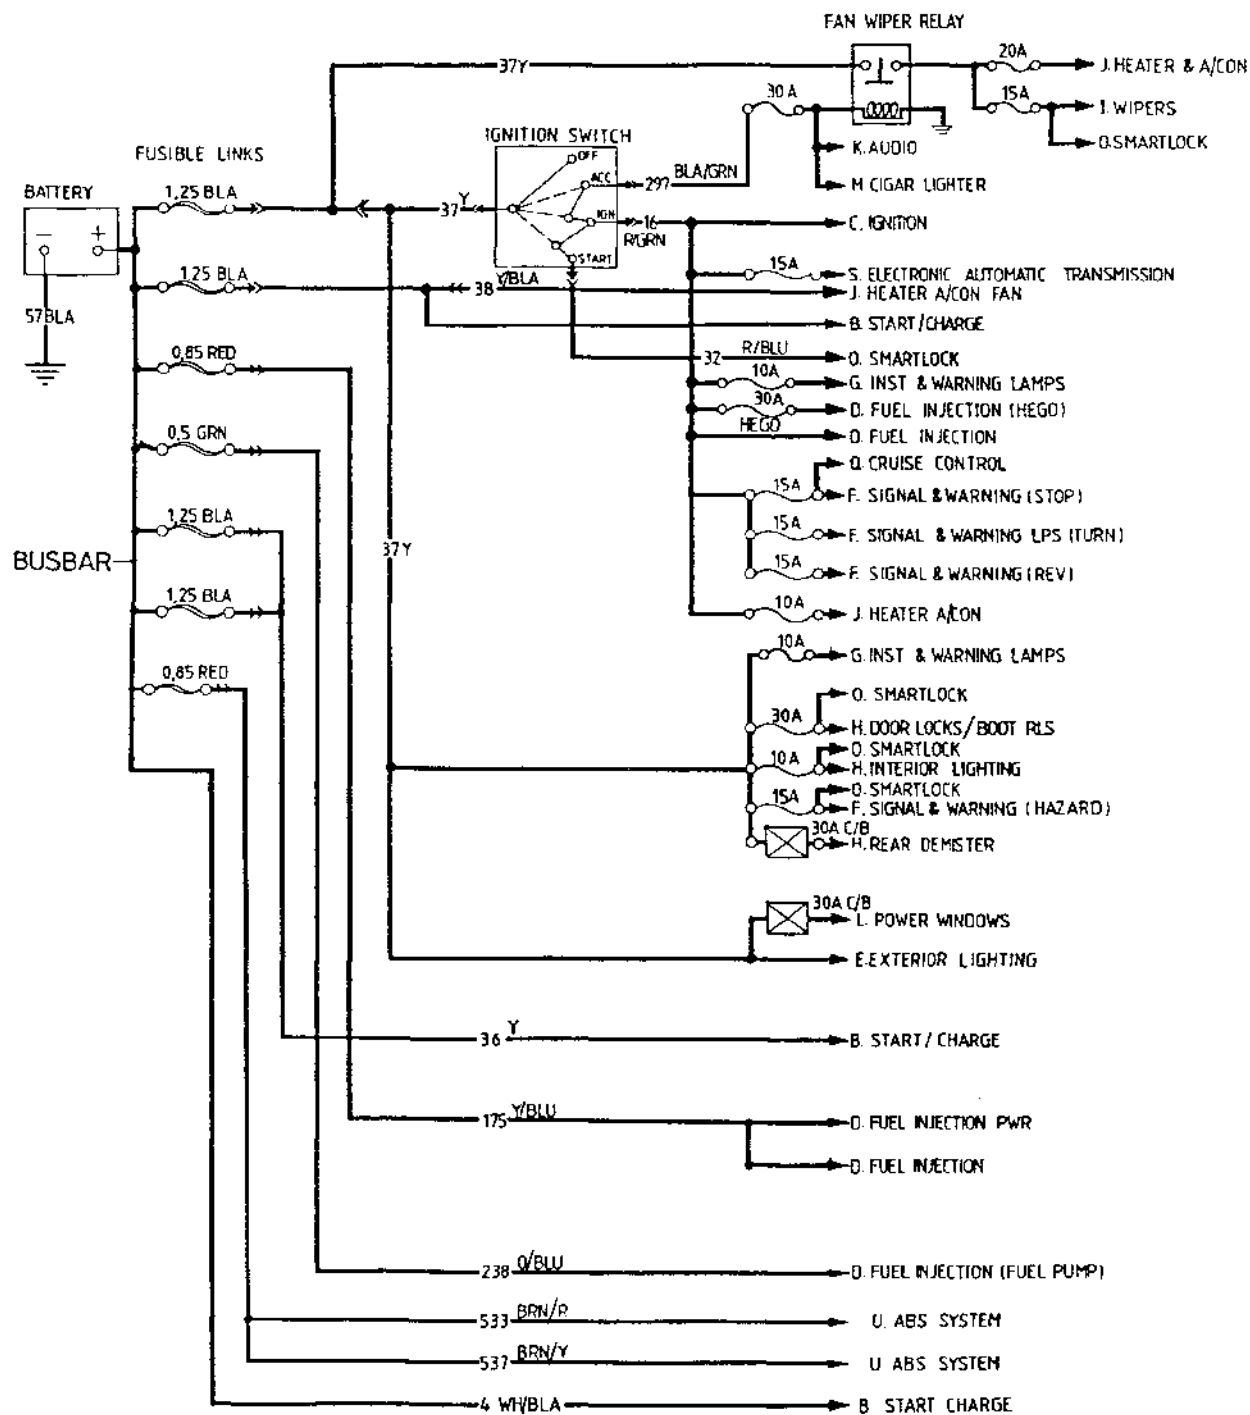 FAN WIPER RELAY
20A
37Y
J. HEATER & A/CON
30A
15A
I. WIPERS
IGNITION SWITCH
OFF
K. AUDIO
O. SMARTLOCK
FUSIBLE LINKS
BLA/GRN
ACC
297
M CIGAR LIGHTER
BATTERY
1,25 BLA
Y
37
IGN
16
R/GRN
C. IGNITION
- +
START
15A
S. ELECTRONIC AUTOMATIC TRANSMISSION
1,25 BLA
Y/BLA
38
J. HEATER A/CON FAN
57BLA
B. START/CHARGE
R/BLU
32
O. SMARTLOCK
0,85 RED
10A
G. INST & WARNING LAMPS
30A
D. FUEL INJECTION (HEGO)
HEGO
D. FUEL INJECTION
0,5 GRN
Q. CRUISE CONTROL
15A
F. SIGNAL & WARNING (STOP)
1,25 BLA
15A
F. SIGNAL & WARNING LPS (TURN)
37Y
BUSBAR
15A
F. SIGNAL & WARNING (REV)
1,25 BLA
10A
J. HEATER A/CON
10A
G. INST & WARNING LAMPS
0,85 RED
O. SMARTLOCK
30A
H. DOOR LOCKS/BOOT RLS
O. SMARTLOCK
10A
H. INTERIOR LIGHTING
O. SMARTLOCK
15A
F. SIGNAL & WARNING (HAZARD)
30A C/B
H. REAR DEMISTER
30A C/B
L. POWER WINDOWS
E. EXTERIOR LIGHTING
Y
36
B. START/CHARGE
Y/BLU
175
D. FUEL INJECTION PWR
D. FUEL INJECTION
O/BLU
238
D. FUEL INJECTION (FUEL PUMP)
BRN/R
533
U. ABS SYSTEM
BRN/Y
537
U ABS SYSTEM
4 WH/BLA
B START CHARGE